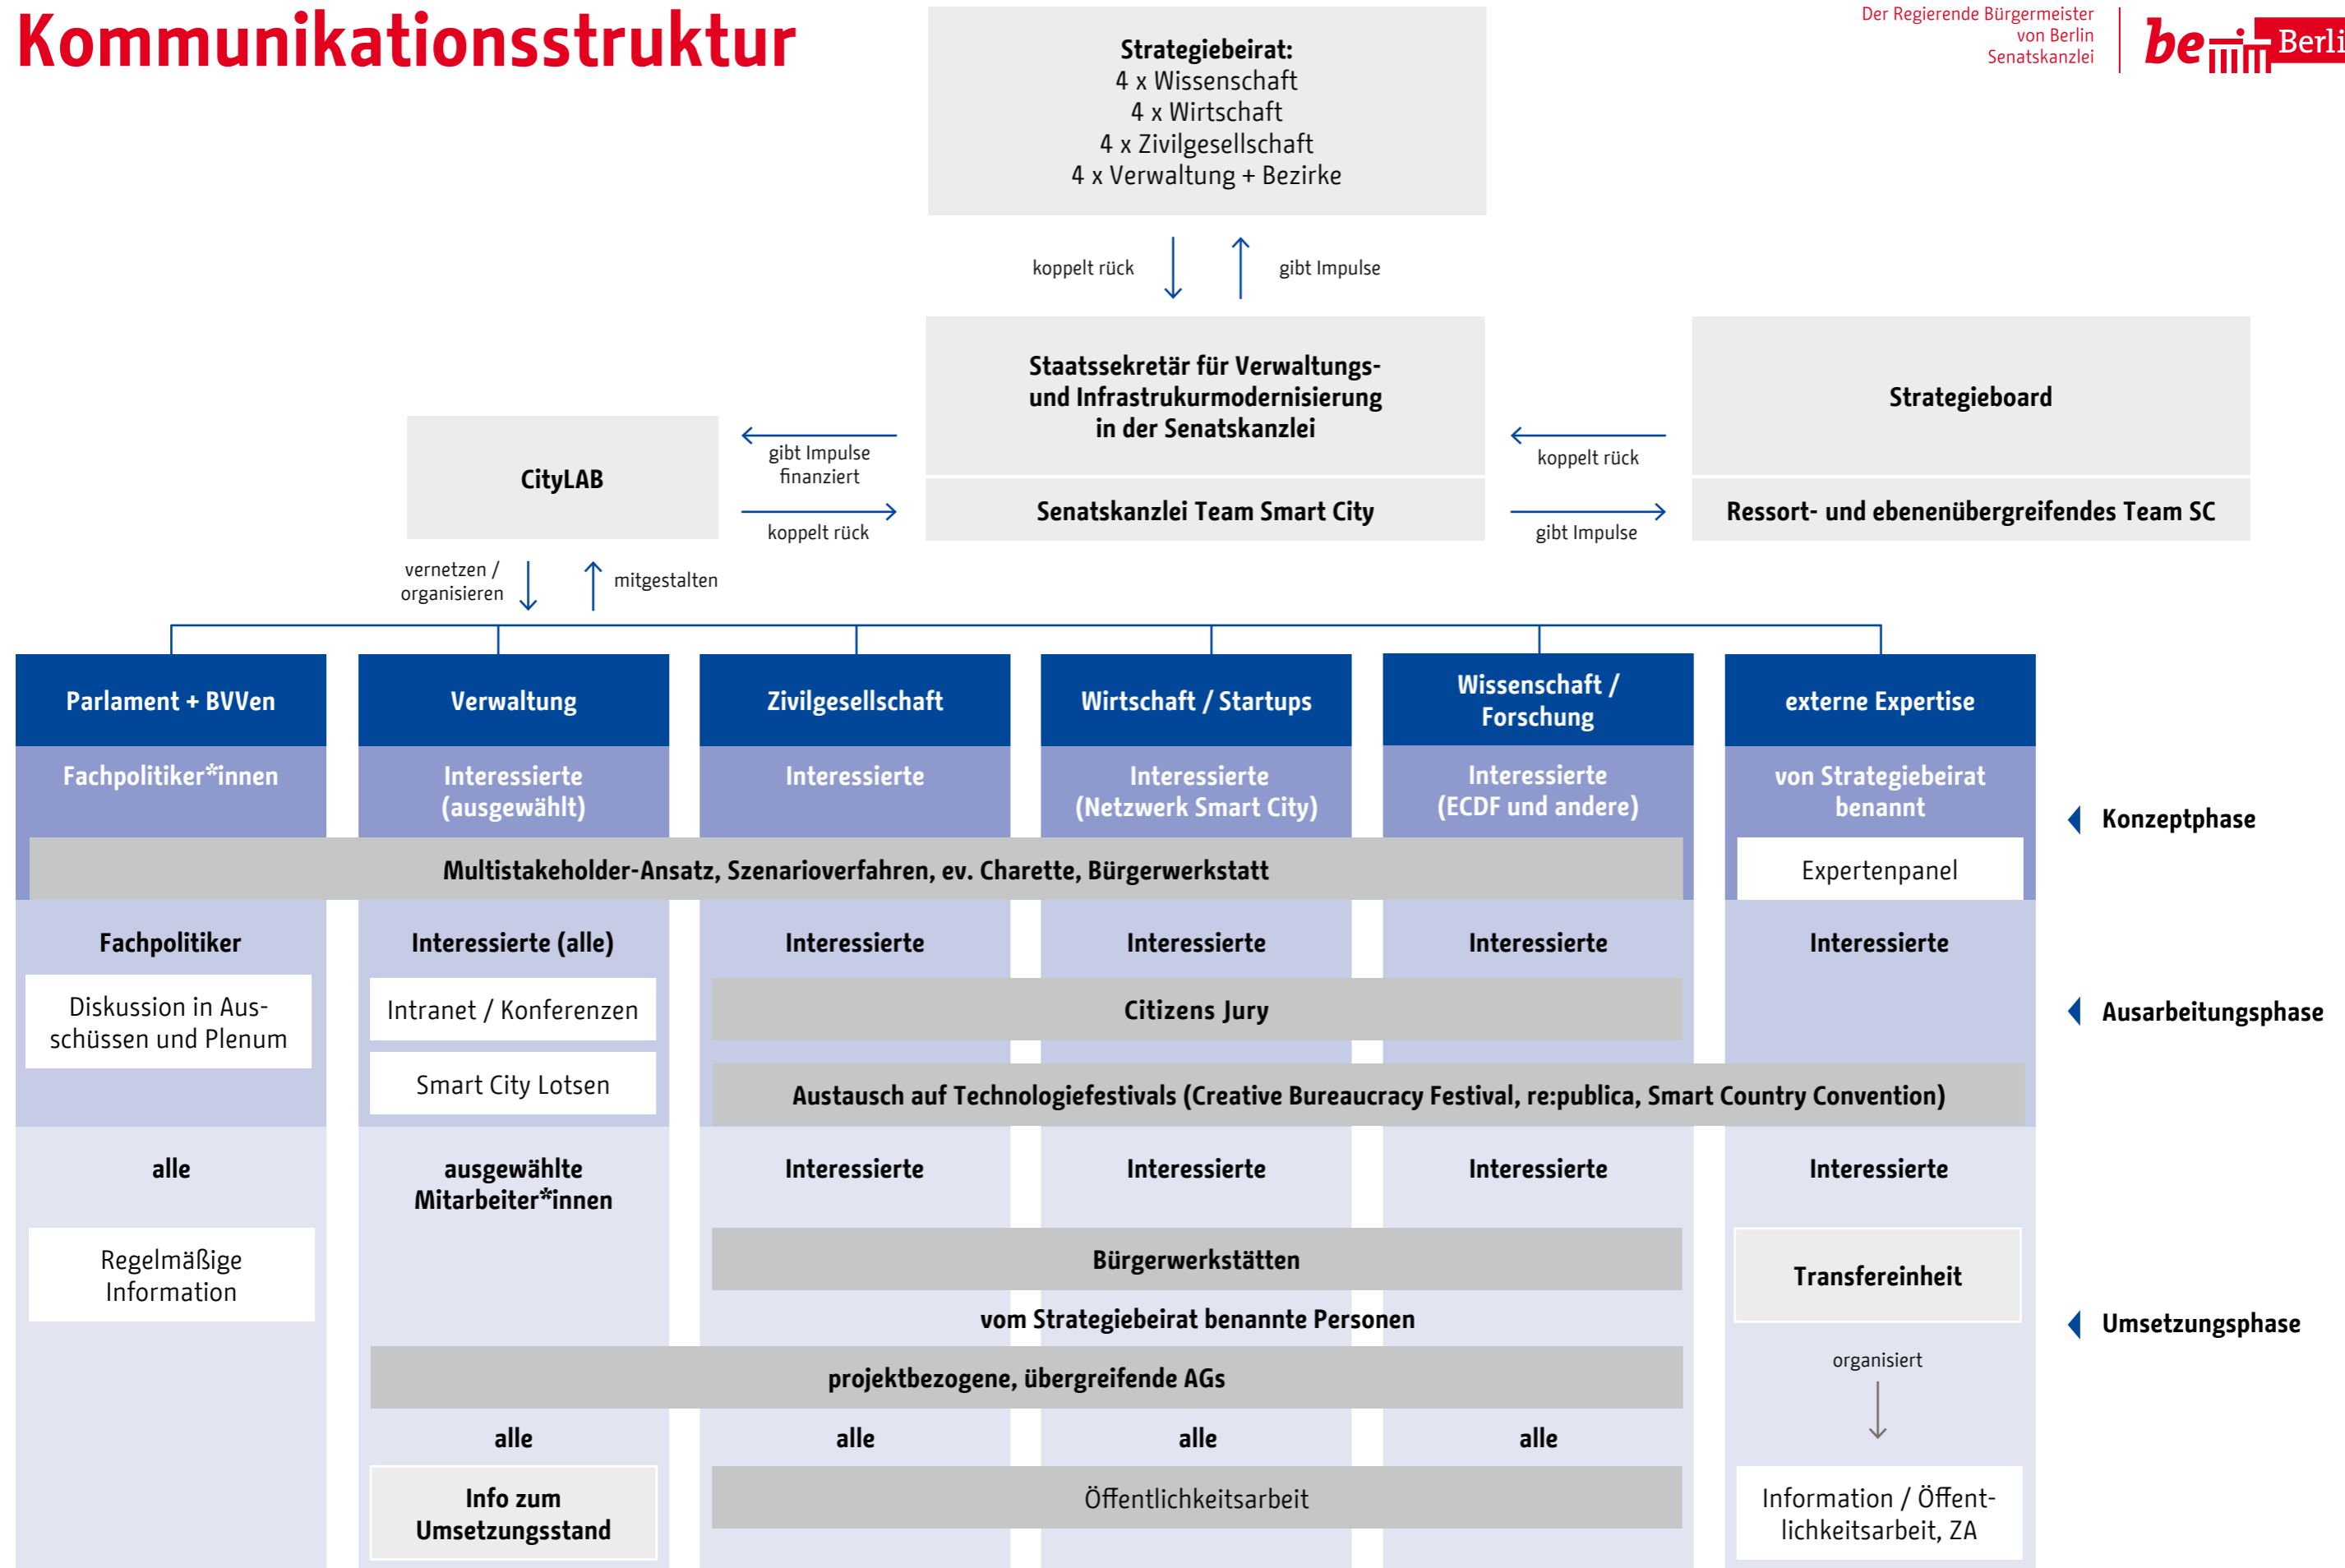 Kommunikationsstruktur
Der Regierende Bürgermeister
von Berlin
Senatskanzlei
be Berli
Strategiebeirat:
4 x Wissenschaft
4 x Wirtschaft
4 x Zivilgesellschaft
4 x Verwaltung + Bezirke
koppelt rück
gibt Impulse
Staatssekretär für Verwaltungs-
und Infrastrukurmodernisierung
in der Senatskanzlei
Senatskanzlei Team Smart City
Strategieboard
Ressort- und ebenenübergreifendes Team SC
CityLAB
gibt Impulse
finanziert
koppelt rück
koppelt rück
gibt Impulse
vernetzen /
organisieren
mitgestalten
Parlament + BVVen
Verwaltung
Zivilgesellschaft
Wirtschaft / Startups
Wissenschaft /
Forschung
externe Expertise
Fachpolitiker*innen
Interessierte
(ausgewählt)
Interessierte
Interessierte
(Netzwerk Smart City)
Interessierte
(ECDF und andere)
von Strategiebeirat
benannt
Konzeptphase
Multistakeholder-Ansatz, Szenarioverfahren, ev. Charette, Bürgerwerkstatt
Expertenpanel
Fachpolitiker
Interessierte (alle)
Interessierte
Interessierte
Interessierte
Interessierte
Diskussion in Aus-
schüssen und Plenum
Intranet / Konferenzen
Citizens Jury
Ausarbeitungsphase
Smart City Lotsen
Austausch auf Technologiefestivals (Creative Bureaucracy Festival, re:publica, Smart Country Convention)
alle
ausgewählte
Mitarbeiter*innen
Interessierte
Interessierte
Interessierte
Interessierte
Regelmäßige
Information
Bürgerwerkstätten
Transfereinheit
vom Strategiebeirat benannte Personen
Umsetzungsphase
projektbezogene, übergreifende AGs
organisiert
alle
alle
alle
alle
Info zum
Umsetzungsstand
Öffentlichkeitsarbeit
Information / Öffent-
lichkeitsarbeit, ZA